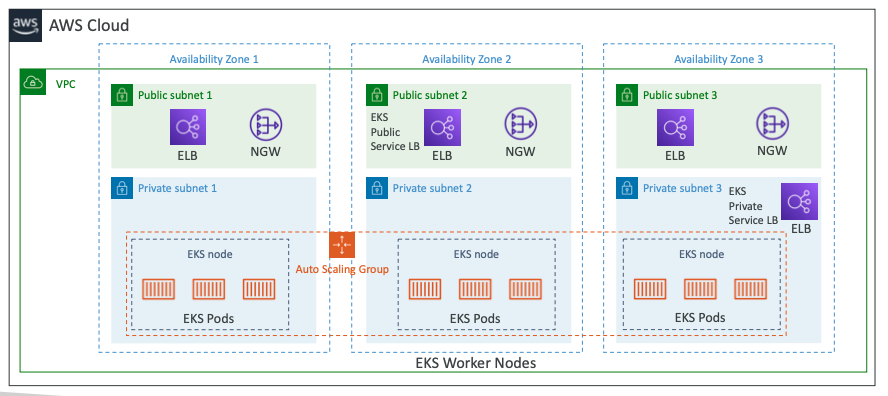 aws
AWS Cloud
Availability Zone 1
Availability Zone 2
Availability Zone 3
VPC
Public subnet 1
ELB
NGW
Public subnet 2
EKS
Public
Service LB
ELB
NGW
Public subnet 3
ELB
NGW
Private subnet 1
Private subnet 2
Private subnet 3
EKS
Private
Service LB
ELB
Auto Scaling Group
EKS node
EKS Pods
EKS node
EKS Pods
EKS node
EKS Pods
EKS Worker Nodes